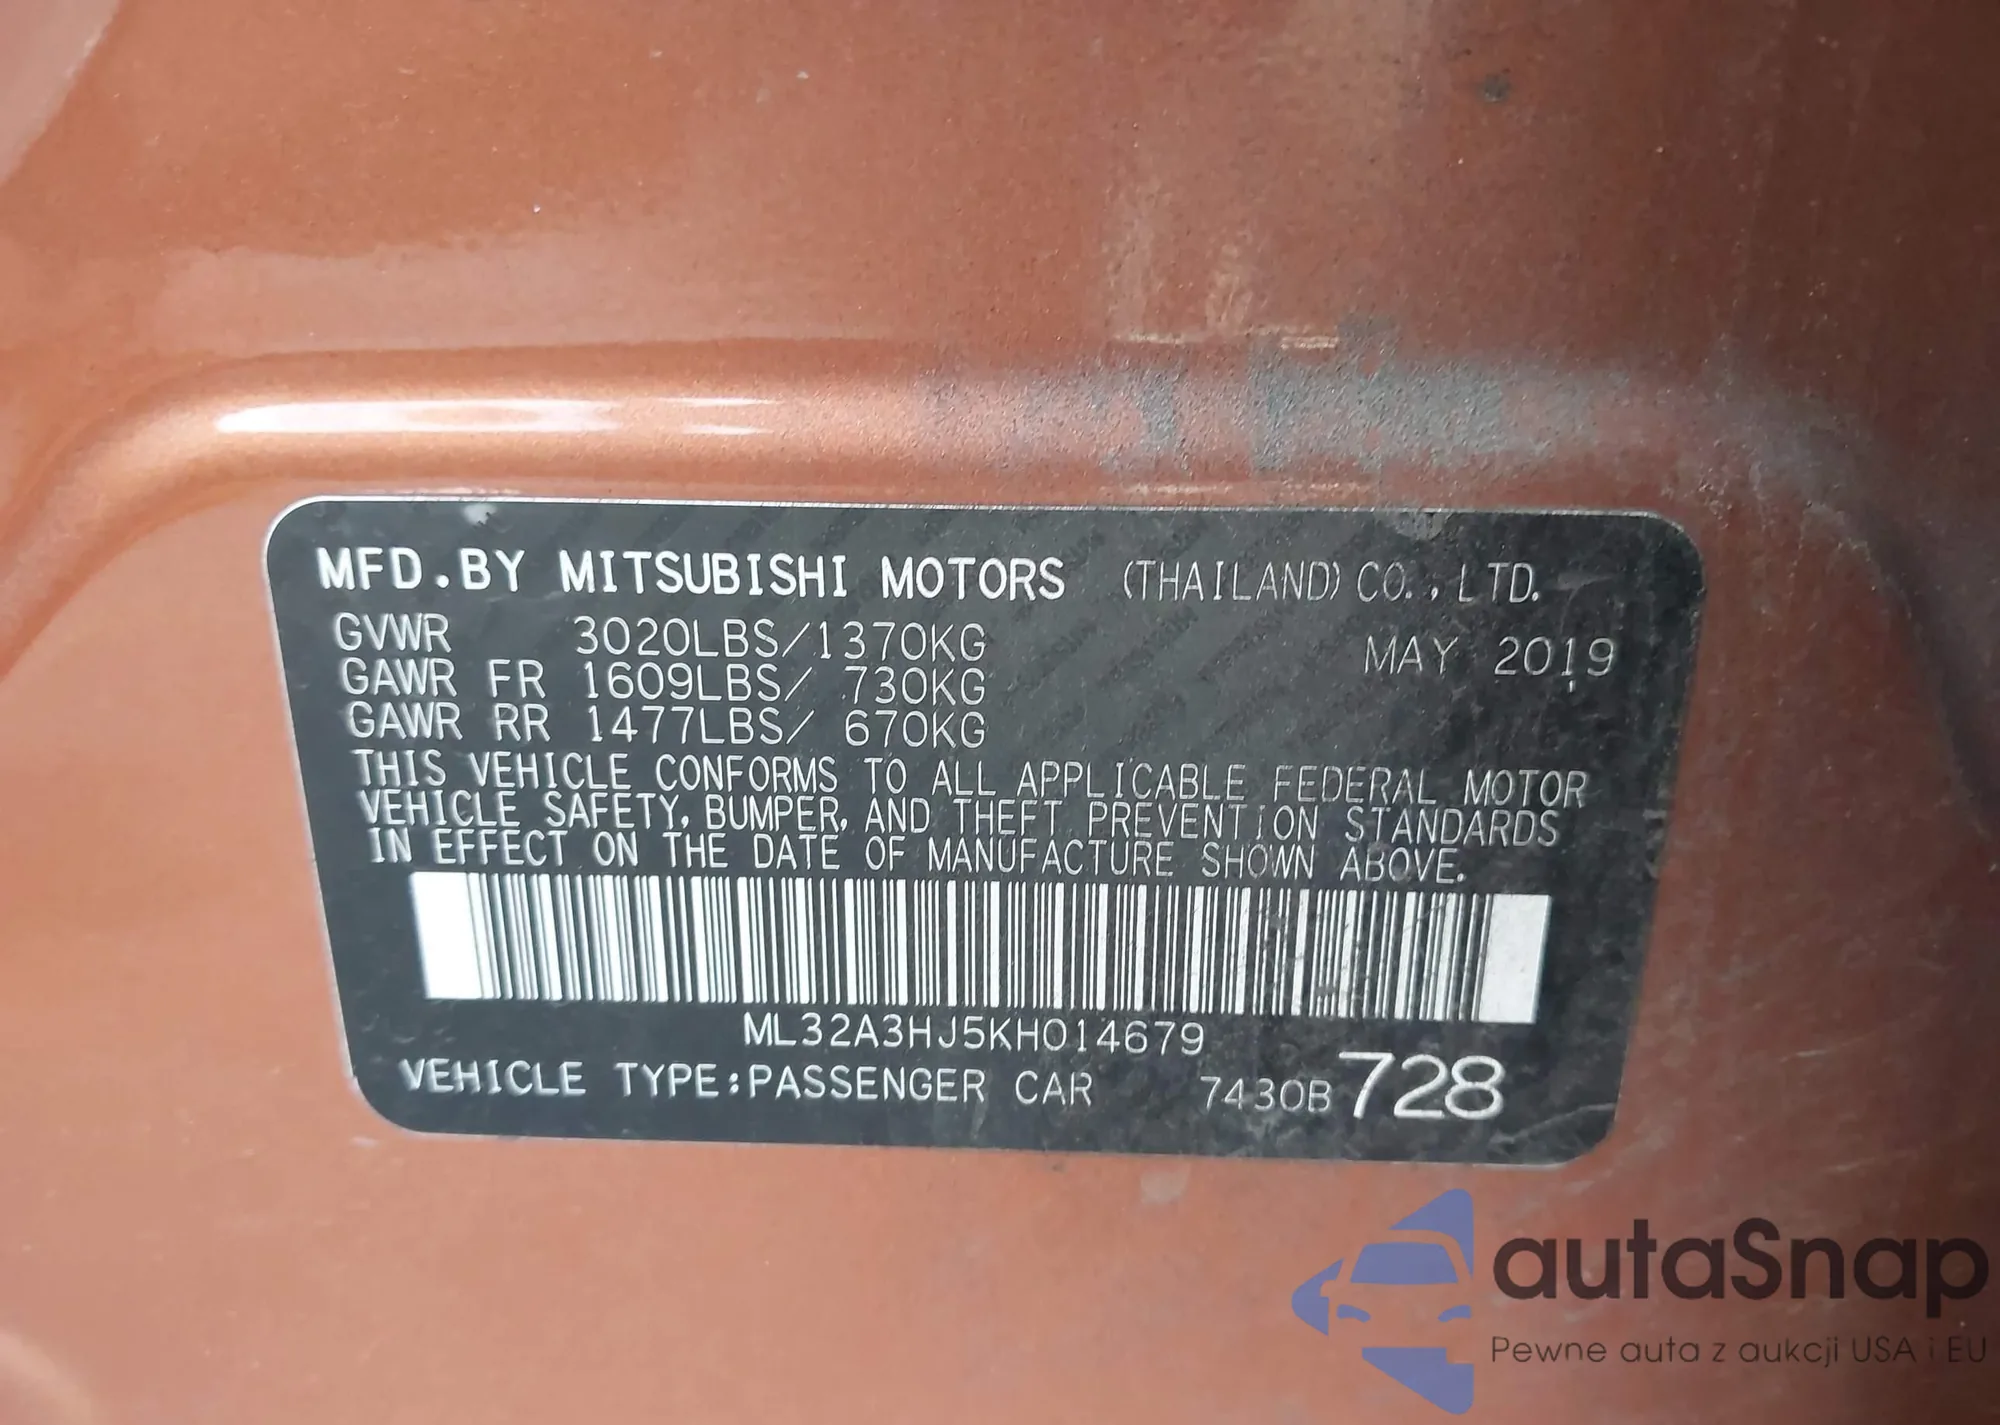 MFD.BY MITSUBISHI MOTORS (THAILAND) CO.,LTD.
GVWR 3020LBS/1370KG MAY 2019
GAWR FR 1609LBS/ 730KG
GAWR RR 1477LBS/ 670KG
THIS VEHICLE CONFORMS TO ALL APPLICABLE FEDERAL MOTOR
VEHICLE SAFETY, BUMPER, AND THEFT PREVENTION STANDARDS
IN EFFECT ON THE DATE OF MANUFACTURE SHOWN ABOVE.
ML32A3HJ5KH014679
VEHICLE TYPE:PASSENGER CAR 7430B728
autaSnap
Pewne auta z aukcji USA i EU